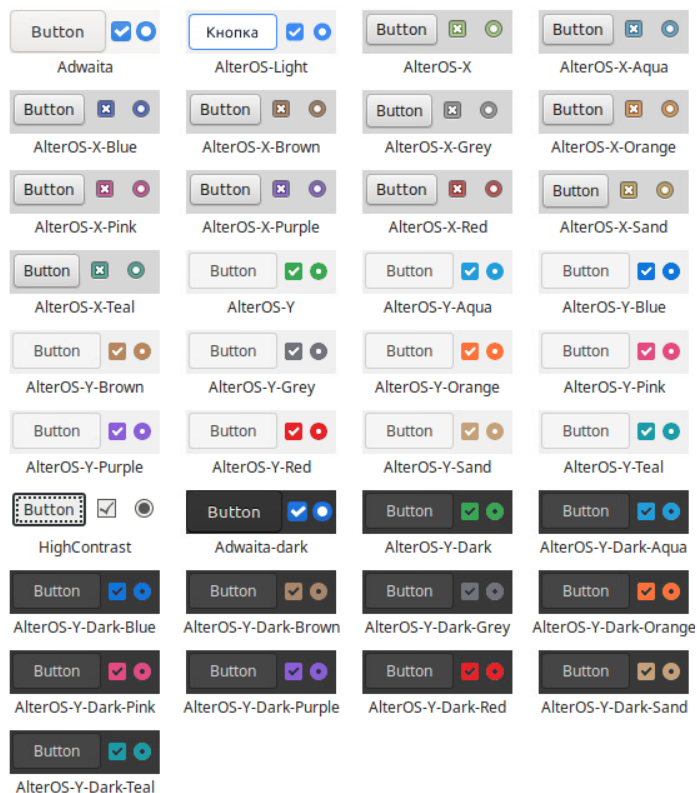 Button
Кнопка
Button
Button
Adwaita
AlterOS-Light
AlterOS-X
AlterOS-X-Aqua
Button
Button
Button
Button
AlterOS-X-Blue
AlterOS-X-Brown
AlterOS-X-Grey
AlterOS-X-Orange
Button
Button
Button
Button
AlterOS-X-Pink
AlterOS-X-Purple
AlterOS-X-Red
AlterOS-X-Sand
Button
Button
Button
Button
AlterOS-X-Teal
AlterOS-Y
AlterOS-Y-Aqua
AlterOS-Y-Blue
Button
Button
Button
Button
AlterOS-Y-Brown
AlterOS-Y-Grey
AlterOS-Y-Orange
AlterOS-Y-Pink
Button
Button
Button
Button
AlterOS-Y-Purple
AlterOS-Y-Red
AlterOS-Y-Sand
AlterOS-Y-Teal
Button
Button
Button
Button
HighContrast
Adwaita-dark
AlterOS-Y-Dark
AlterOS-Y-Dark-Aqua
Button
Button
Button
Button
AlterOS-Y-Dark-Blue
AlterOS-Y-Dark-Brown
AlterOS-Y-Dark-Grey
AlterOS-Y-Dark-Orange
Button
Button
Button
Button
AlterOS-Y-Dark-Pink
AlterOS-Y-Dark-Purple
AlterOS-Y-Dark-Red
AlterOS-Y-Dark-Sand
Button
AlterOS-Y-Dark-Teal